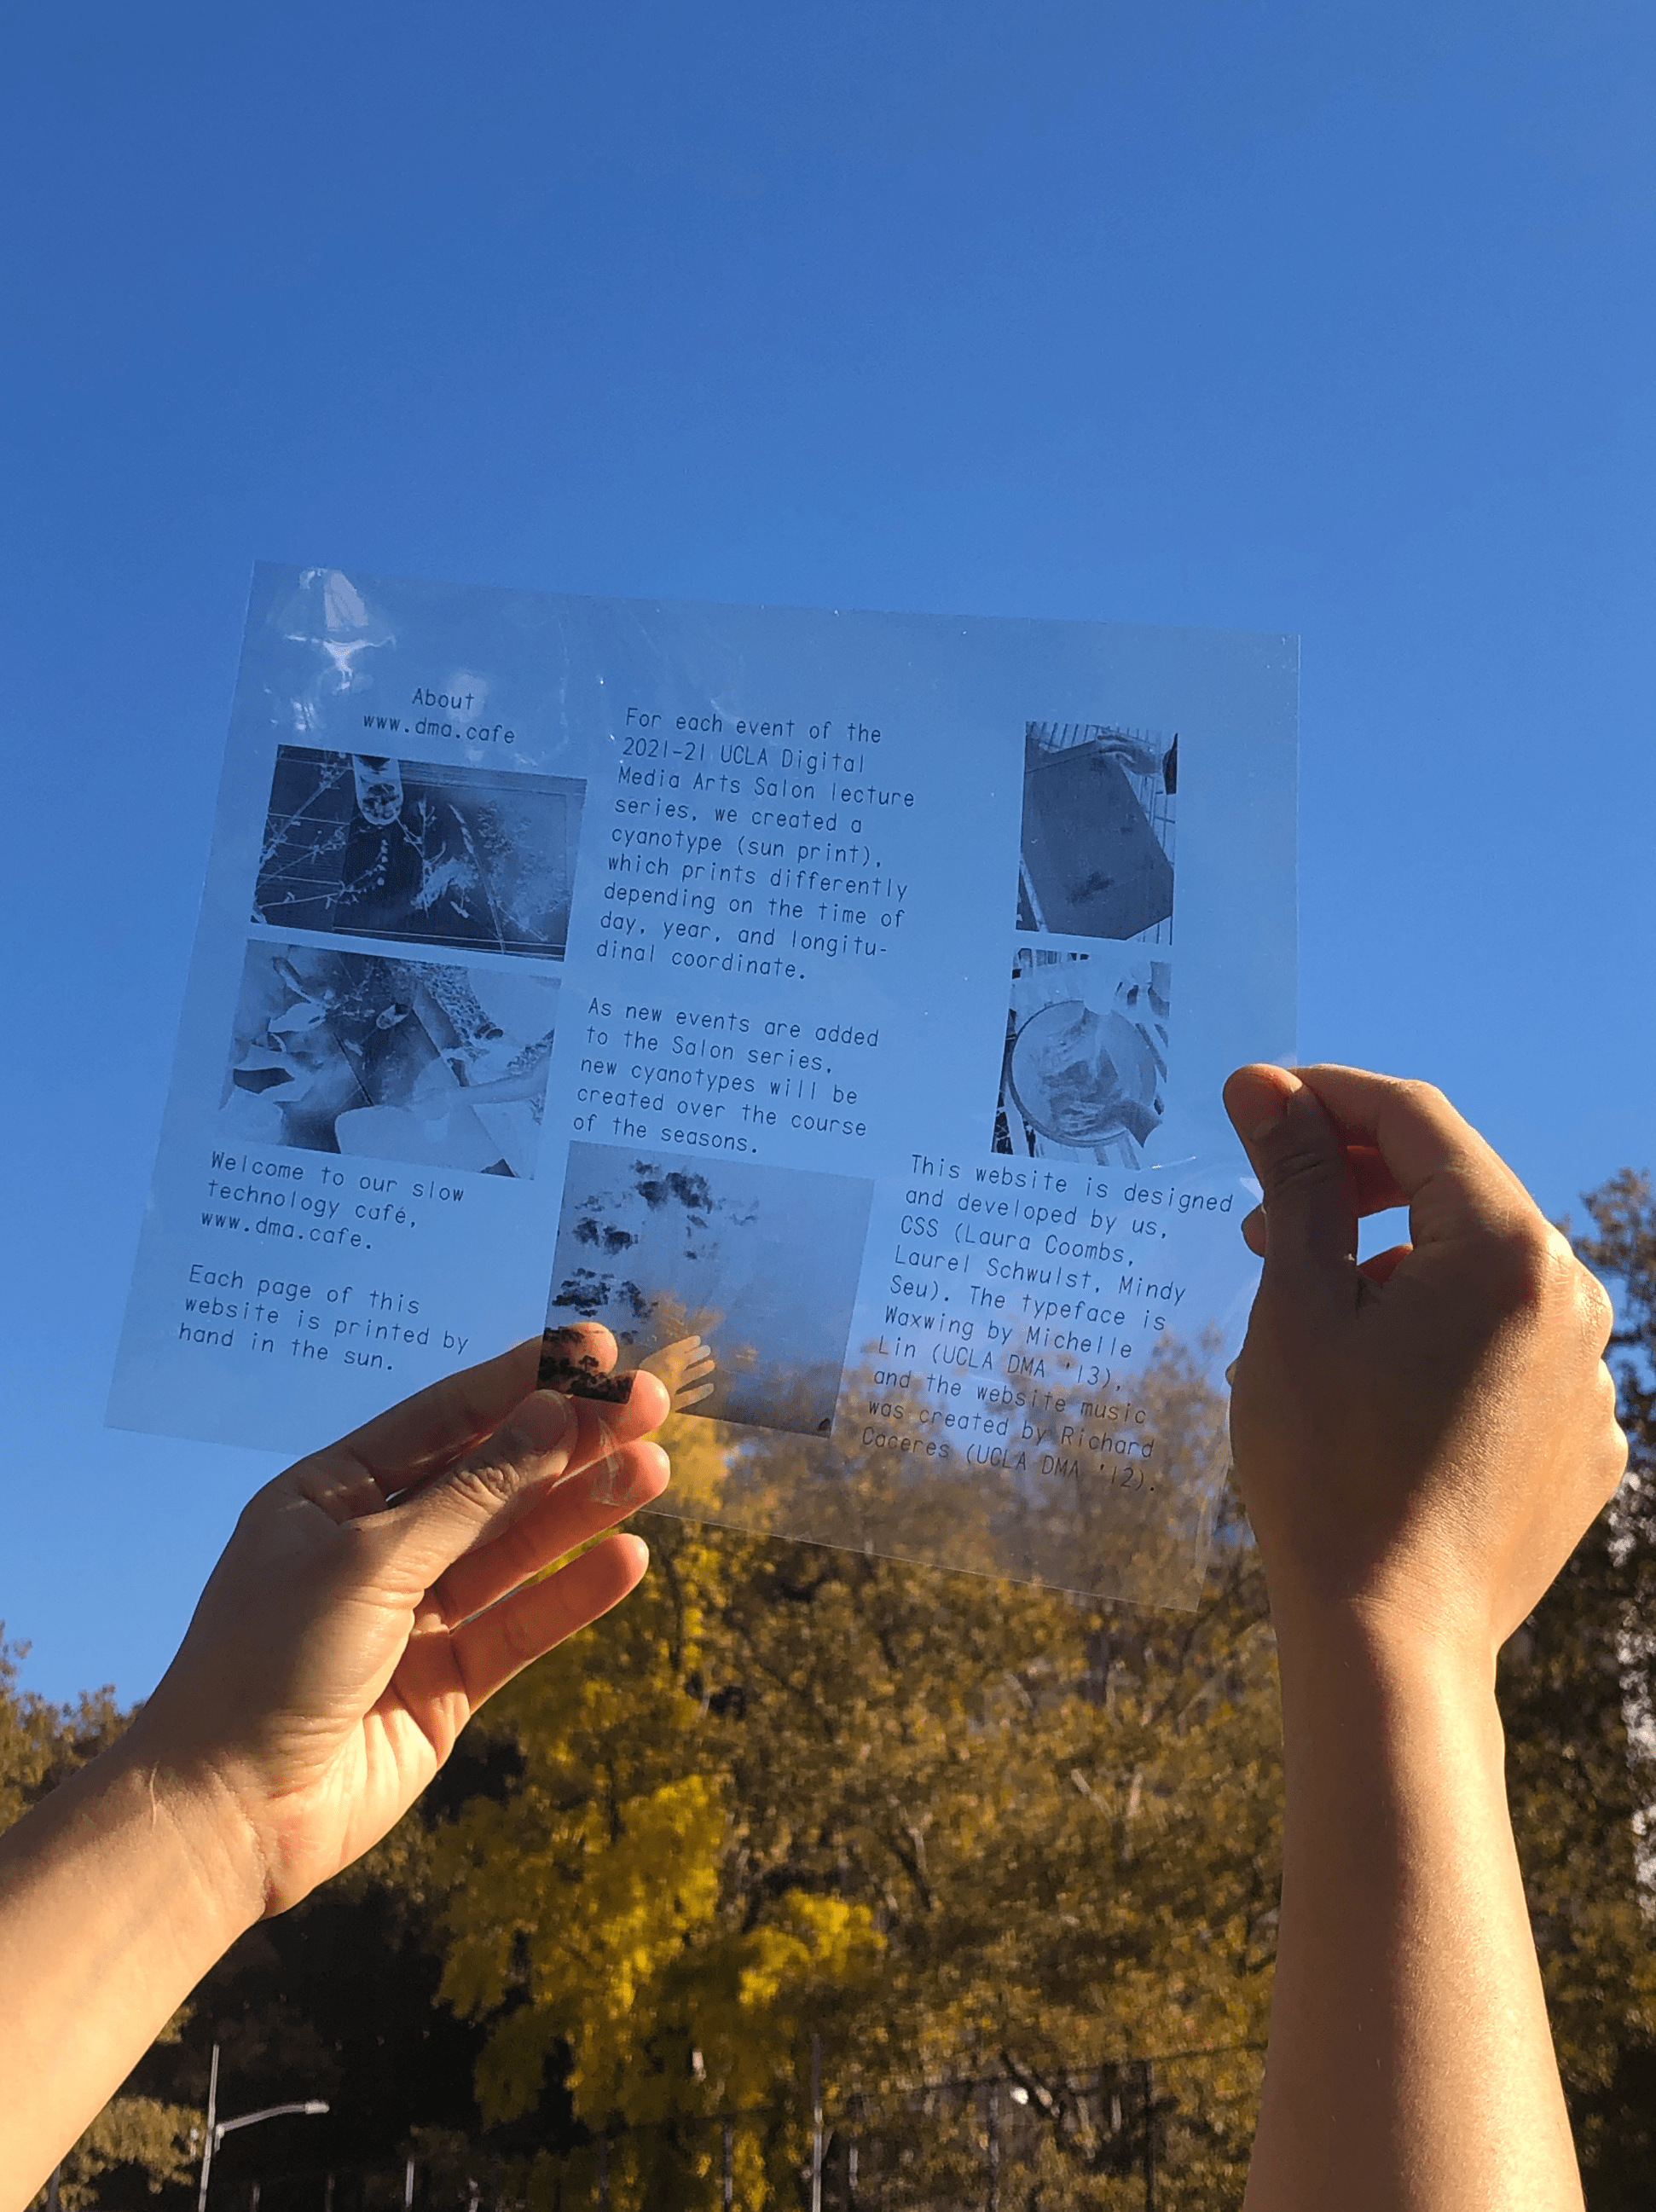 About
www.dma.cafe
Welcome to our slow
technology café,
www.dma.cafe.
Each page of this
website is printed by
hand in the sun.
For each event of the
2021-21 UCLA Digital
Media Arts Salon lecture
series, we created a
cyanotype (sun print),
which prints differently
depending on the time of
day, year, and longitu-
dinal coordinate.
As new events are added
to the Salon series,
new cyanotypes will be
created over the course
of the seasons.
This website is designed
and developed by us,
CSS (Laura Coombs,
Laurel Schwulst, Mindy
Seu). The typeface is
Waxwing by Michelle
Lin (UCLA DMA '13),
and the website music
was created by Richard
Caceres (UCLA DMA '12).